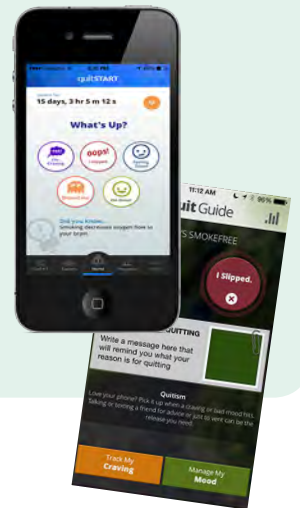 quitSTART
15 days, 3 hr 5 m 12 s
What's Up?
oops!
I slipped.
Did you know...
Smoking decreases oxygen flow to
your brain.
11:12 AM
96%
uit Guide
S SMOKEFREE
I Slipped.
QUITTING
Write a message here that
will remind you what your
reason is for quitting
Quitism
Love your phone? Pick it up when a craving or bad mood hits.
Talking or texting a friend for advice or just to vent can be the
release you need.
Track My
Craving
Manage My
Mood